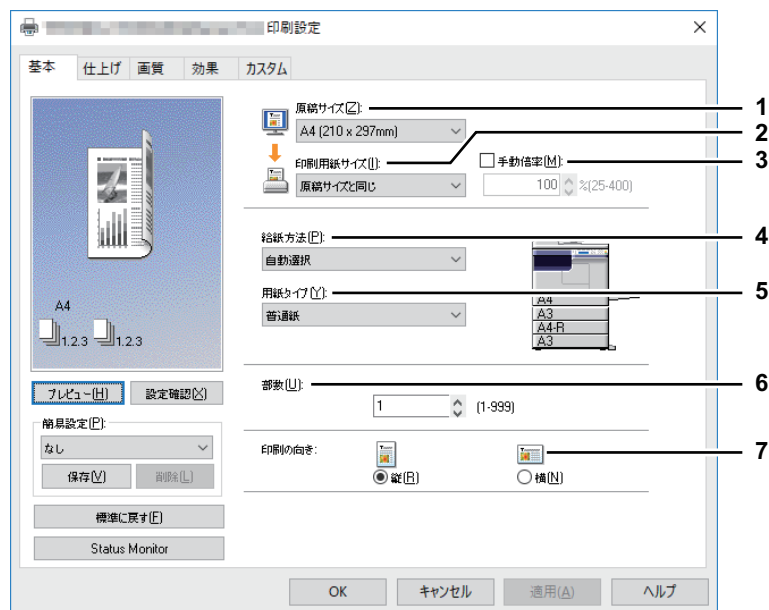 印刷設定
基本 仕上げ 画質 効果 カスタム
原稿サイズ(Z): 1
A4 (210 x 297mm)
2
印刷用紙サイズ(I): 手動倍率(M): 3
原稿サイズと同じ 100 %(25-400)
給紙方法(P): 4
自動選択
用紙タイプ(Y): 5
普通紙
A4
A3
A4-R
A3
A4
1.2.3 1.2.3
プレビュー(H) 設定確認(X)
部数(U): 6
1 (1-999)
簡易設定(P):
なし
保存(V) 削除(L)
印刷の向き: 7
縦(R) 横(N)
標準に戻す(F)
Status Monitor
OK キャンセル 適用(A) ヘルプ